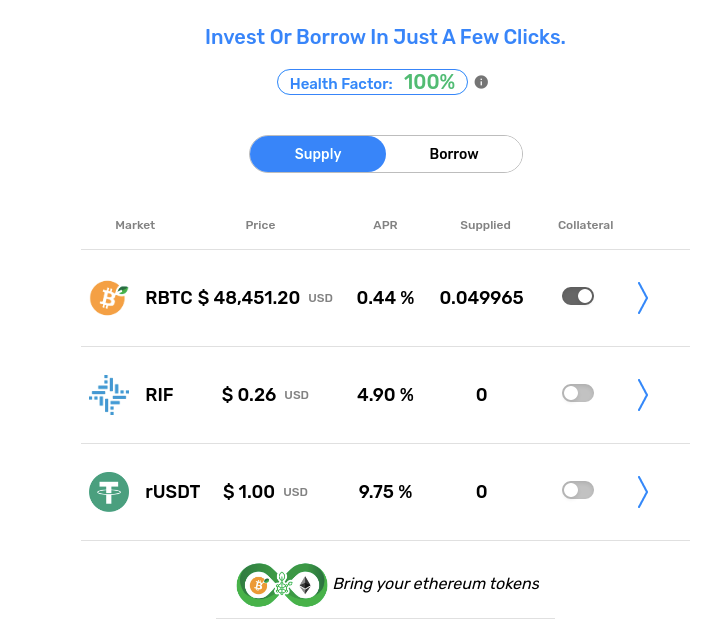 Invest Or Borrow In Just A Few Clicks.
Health Factor: 100%
Supply Borrow
Market Price APR Supplied Collateral
RBTC $ 48,451.20 USD 0.44 % 0.049965
RIF $ 0.26 USD 4.90 % 0
rUSDT $ 1.00 USD 9.75 % 0
Bring your ethereum tokens